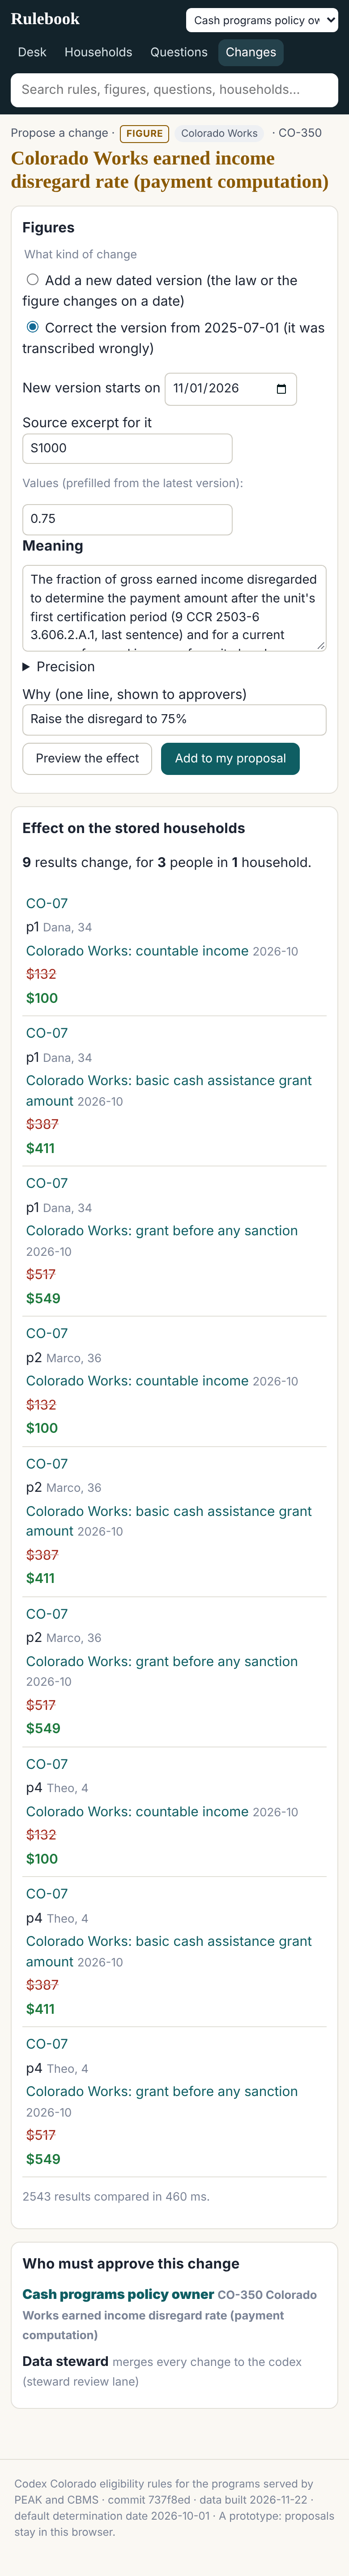 Rulebook
Cash programs policy ow
Desk Households Questions Changes
Search rules, figures, questions, households...
Propose a change · FIGURE Colorado Works · CO-350
Colorado Works earned income
disregard rate (payment computation)
Figures
What kind of change
Add a new dated version (the law or the
figure changes on a date)
Correct the version from 2025-07-01 (it was
transcribed wrongly)
New version starts on 11/01/2026
Source excerpt for it
S1000
Values (prefilled from the latest version):
0.75
Meaning
The fraction of gross earned income disregarded
to determine the payment amount after the unit's
first certification period (9 CCR 2503-6
3.606.2.A.1, last sentence) and for a current
Precision
Why (one line, shown to approvers)
Raise the disregard to 75%
Preview the effect Add to my proposal
Effect on the stored households
9 results change, for 3 people in 1 household.
CO-07
p1 Dana, 34
Colorado Works: countable income 2026-10
$132
$100
CO-07
p1 Dana, 34
Colorado Works: basic cash assistance grant
amount 2026-10
$387
$411
CO-07
p1 Dana, 34
Colorado Works: grant before any sanction
2026-10
$517
$549
CO-07
p2 Marco, 36
Colorado Works: countable income 2026-10
$132
$100
CO-07
p2 Marco, 36
Colorado Works: basic cash assistance grant
amount 2026-10
$387
$411
CO-07
p2 Marco, 36
Colorado Works: grant before any sanction
2026-10
$517
$549
CO-07
p4 Theo, 4
Colorado Works: countable income 2026-10
$132
$100
CO-07
p4 Theo, 4
Colorado Works: basic cash assistance grant
amount 2026-10
$387
$411
CO-07
p4 Theo, 4
Colorado Works: grant before any sanction
2026-10
$517
$549
2543 results compared in 460 ms.
Who must approve this change
Cash programs policy owner CO-350 Colorado
Works earned income disregard rate (payment
computation)
Data steward merges every change to the codex
(steward review lane)
Codex Colorado eligibility rules for the programs served by
PEAK and CBMS · commit 737f8ed · data built 2026-11-22 ·
default determination date 2026-10-01 · A prototype: proposals
stay in this browser.